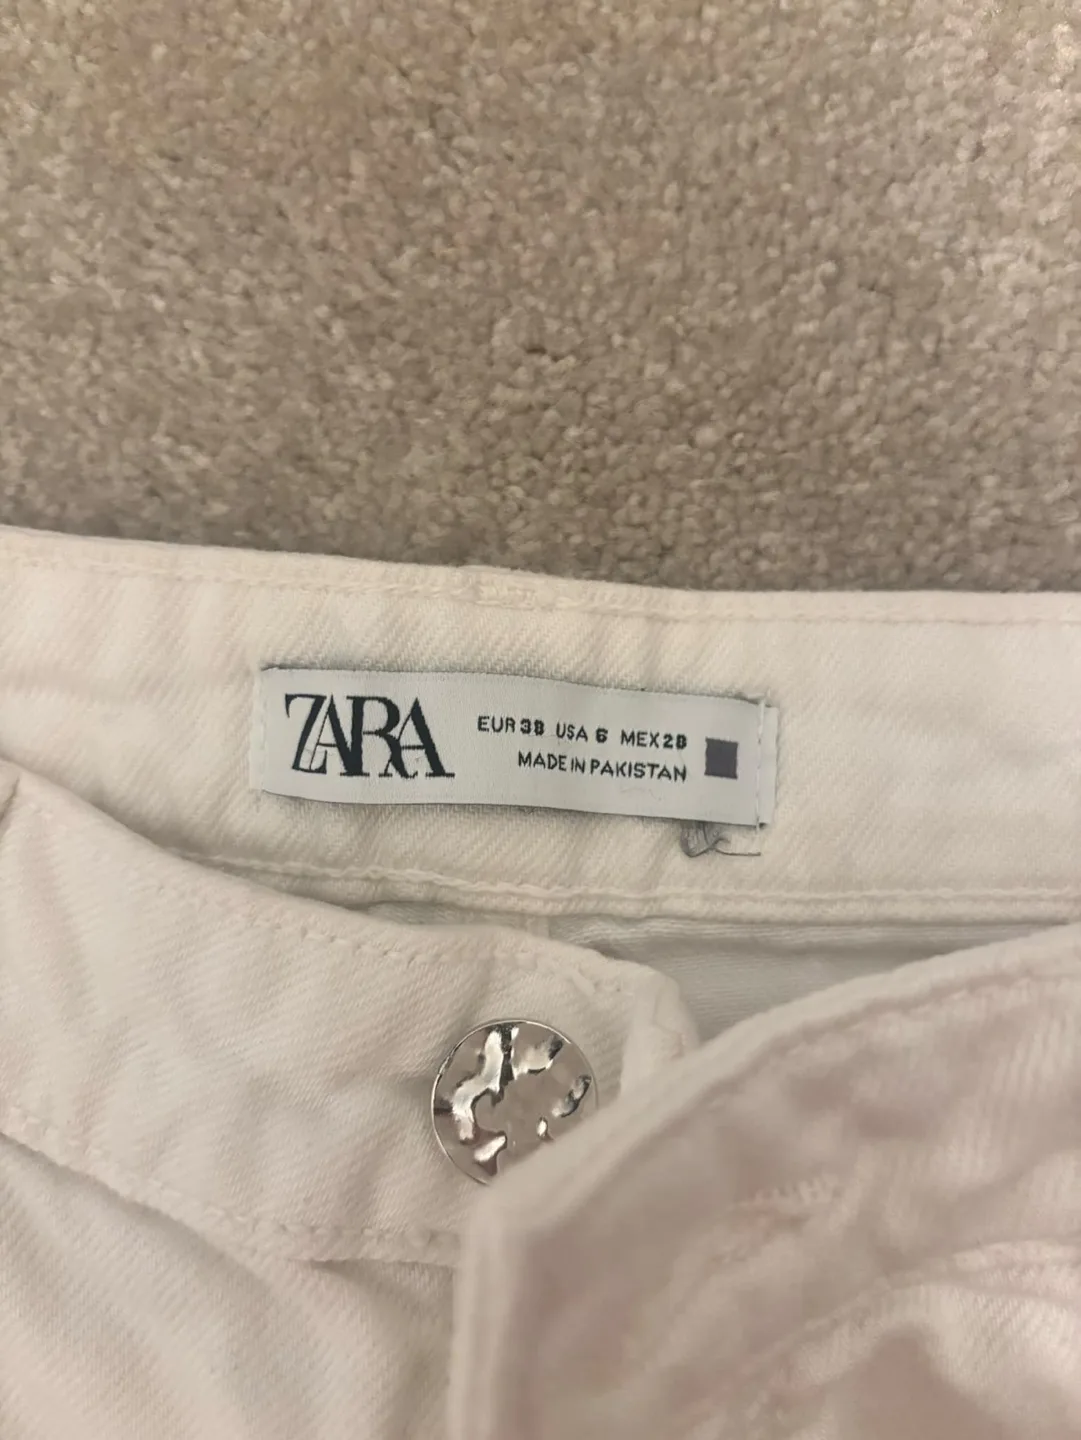 ZARA
EUR 38 USA 6 MEX 28
MADE IN PAKISTAN